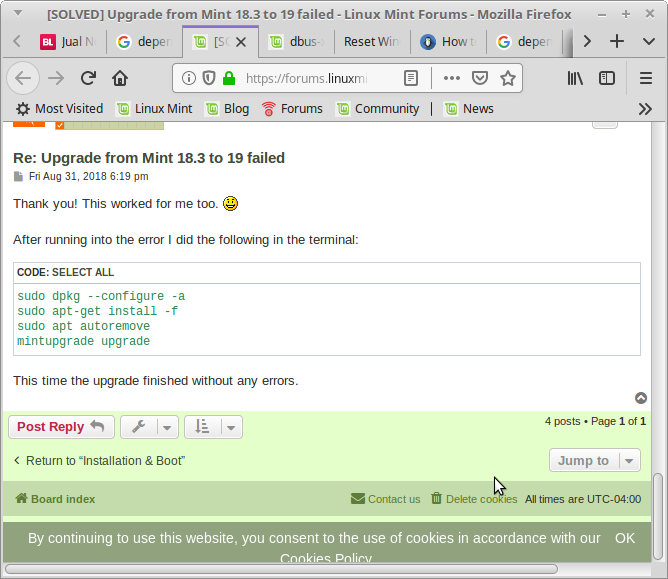 [SOLVED] Upgrade from Mint 18.3 to 19 failed - Linux Mint Forums - Mozilla Firefox
BL Jual N G depen [SC dbus- Reset Win How to G depen
https://forums.linuxmi
Most Visited Linux Mint Blog Forums Community | News
Re: Upgrade from Mint 18.3 to 19 failed
Fri Aug 31, 2018 6:19 pm
Thank you! This worked for me too.
After running into the error I did the following in the terminal:
CODE: SELECT ALL
sudo dpkg --configure -a
sudo apt-get install -f
sudo apt autoremove
mintupgrade upgrade
This time the upgrade finished without any errors.
Post Reply
4 posts • Page 1 of 1
Return to “Installation & Boot”
Jump to
Board index Contact us Delete cookies All times are UTC-04:00
By continuing to use this website, you consent to the use of cookies in accordance with our OK
Cookies Policy